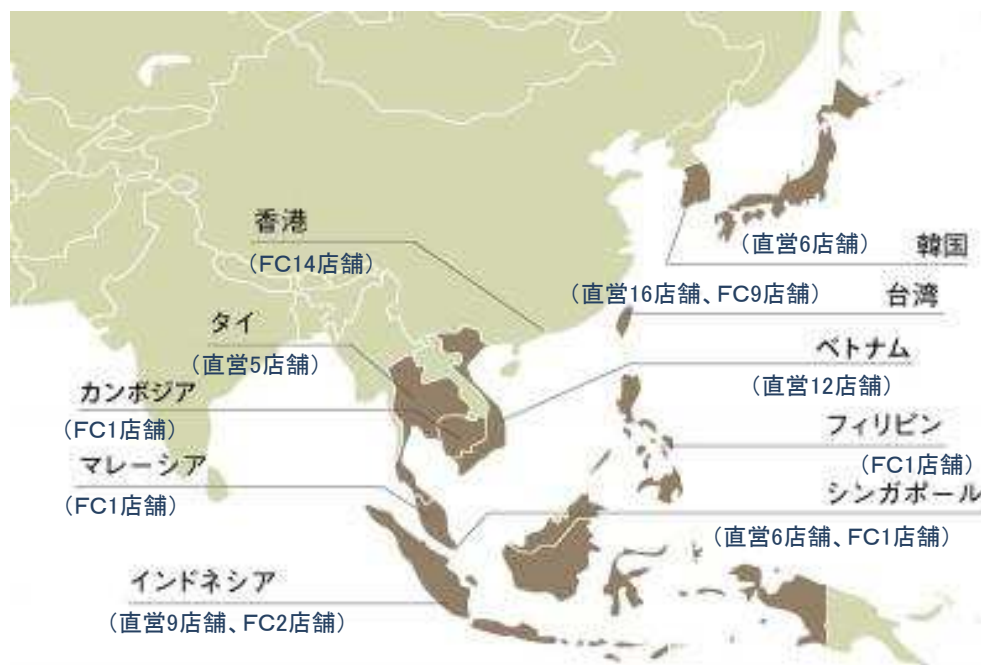 香港
（FC14店舗）
（直営6店舗）
韓国
（直営16店舗、FC9店舗）
台湾
タイ
（直営5店舗）
ベトナム
（直営12店舗）
カンボジア
（FC1店舗）
フィリピン
（FC1店舗）
マレーシア
（FC1店舗）
シンガポール
（直営6店舗、FC1店舗）
インドネシア
（直営9店舗、FC2店舗）